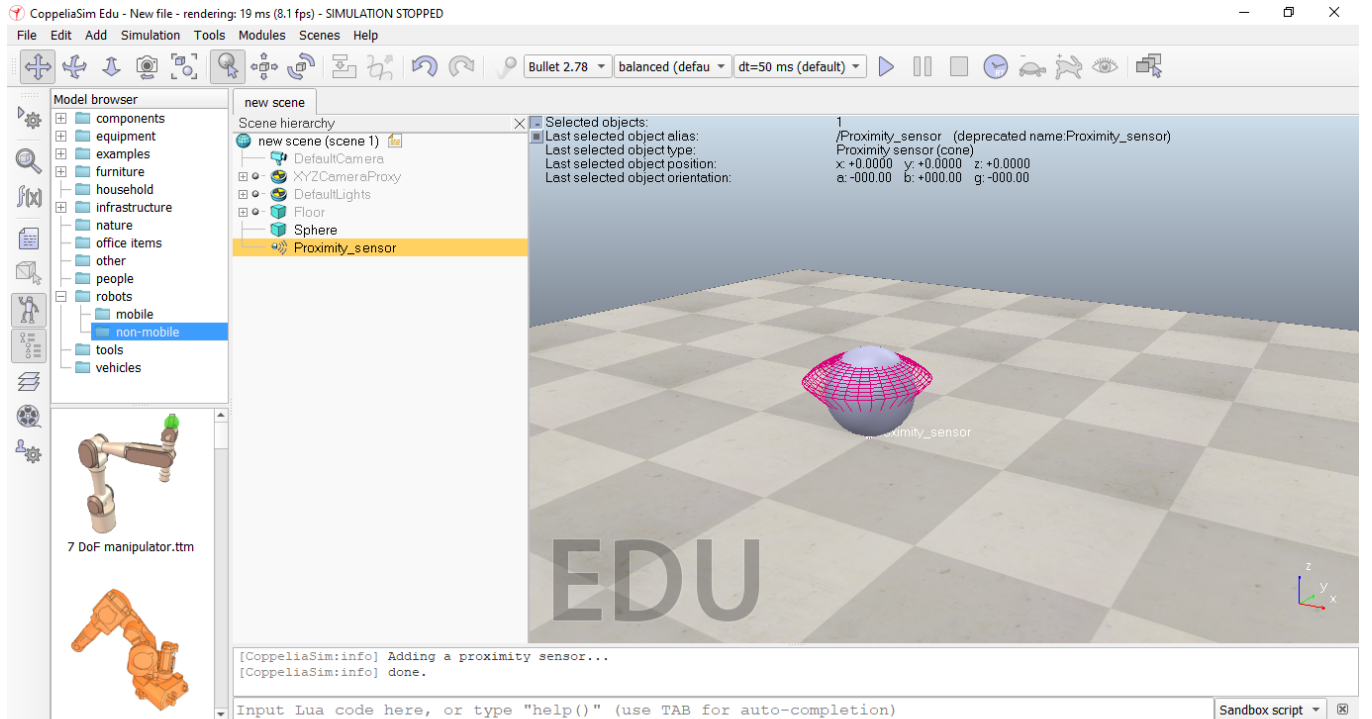 CoppeliaSim Edu - New file - rendering: 19 ms (8.1 fps) - SIMULATION STOPPED
File Edit Add Simulation Tools Modules Scenes Help
Bullet 2.78 balanced (defau dt=50 ms (default)
Model browser
components
equipment
examples
furniture
household
infrastructure
nature
office items
other
people
robots
mobile
non-mobile
tools
vehicles
7 DoF manipulator.ttm
new scene
Scene hierarchy
new scene (scene 1)
DefaultCamera
XYZCameraProxy
DefaultLights
Floor
Sphere
Proximity_sensor
Selected objects: 1
Last selected object alias: /Proximity_sensor (deprecated name:Proximity_sensor)
Last selected object type: Proximity sensor (cone)
Last selected object position: x: +0.0000 y: +0.0000 z: +0.0000
Last selected object orientation: a: -000.00 b: +000.00 g: -000.00
EDU
z
y
x
[CoppeliaSim:info] Adding a proximity sensor...
[CoppeliaSim:info] done.
Input Lua code here, or type "help()" (use TAB for auto-completion)
Sandbox script
f(x)